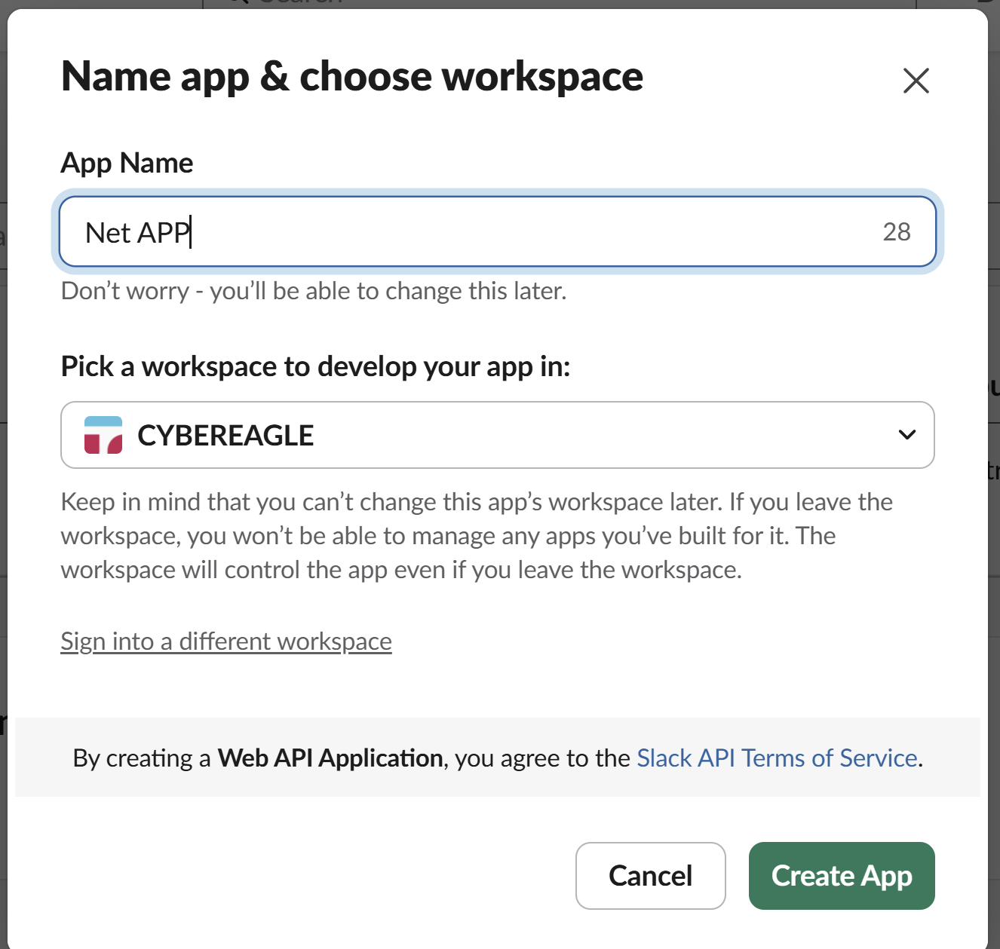 Name app & choose workspace
App Name
Net APP
28
Don’t worry - you’ll be able to change this later.
Pick a workspace to develop your app in:
CYBEREAGLE
Keep in mind that you can’t change this app’s workspace later. If you leave the
workspace, you won’t be able to manage any apps you’ve built for it. The
workspace will control the app even if you leave the workspace.
Sign into a different workspace
By creating a Web API Application, you agree to the Slack API Terms of Service.
Cancel
Create App